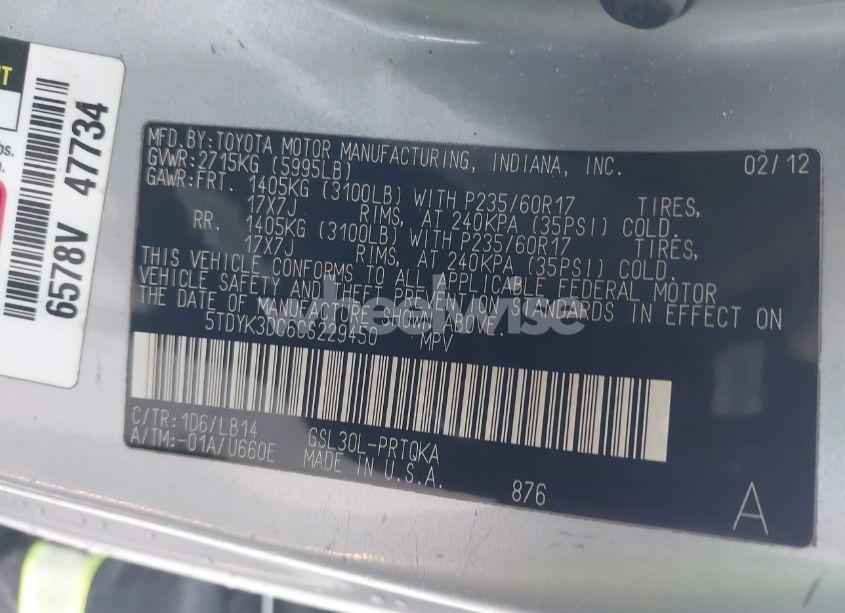 MFD.BY:TOYOTA MOTOR MANUFACTURING, INDIANA, INC. 02/12
GVWR:2715KG (5995LB)
GAWR:FRT. 1405KG (3100LB) WITH P235/60R17 TIRES,
17X7J RIMS, AT 240KPA (35PSI) COLD.
RR. 1405KG (3100LB) WITH P235/60R17 TIRES,
17X7J RIMS, AT 240KPA (35PSI) COLD.
THIS VEHICLE CONFORMS TO ALL APPLICABLE FEDERAL MOTOR
VEHICLE SAFETY AND THEFT PREVENTION STANDARDS IN EFFECT ON
THE DATE OF MANUFACTURE SHOWN ABOVE.
MPV
C/TR:1D6/LB14
A/TM:-01A/U660E GSL30L-PRTQKA
MADE IN U.S.A.
876
A
6578V 47734
wheelwise